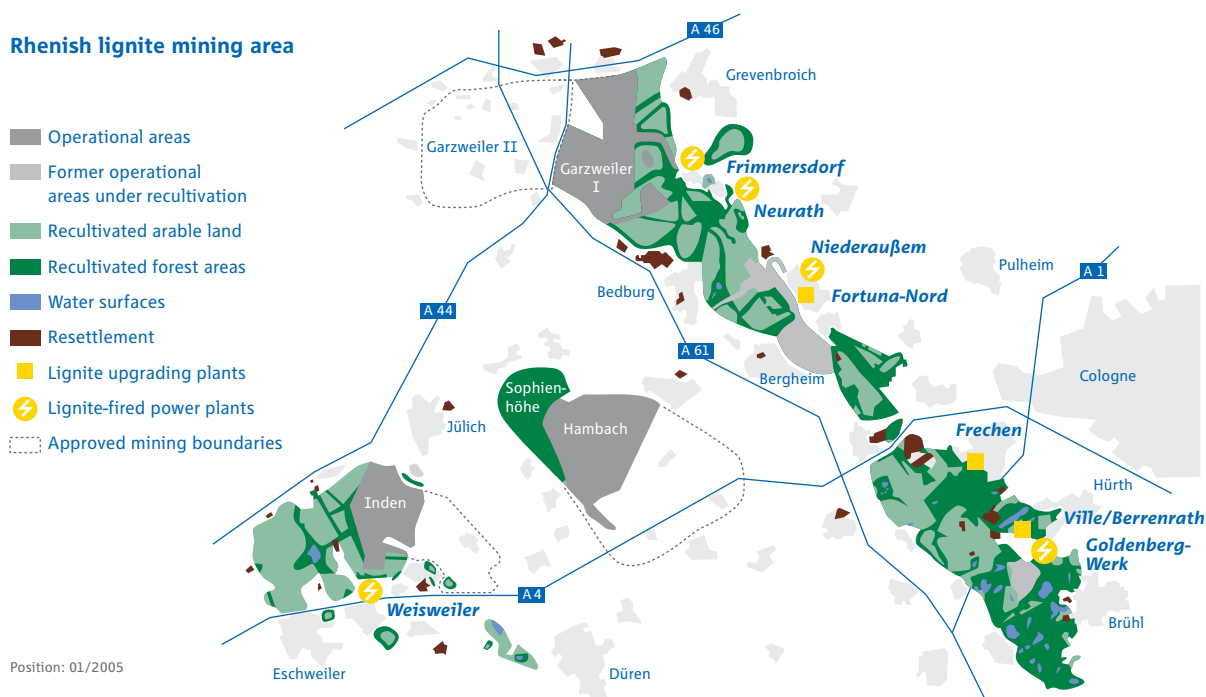 Rhenish lignite mining area
Operational areas
Former operational
areas under recultivation
Recultivated arable land
Recultivated forest areas
Water surfaces
Resettlement
Lignite upgrading plants
Lignite-fired power plants
Approved mining boundaries
A 46
Grevenbroich
Garzweiler II
Garzweiler
I
Frimmersdorf
Neurath
Niederaußem
Fortuna-Nord
Pulheim
A 1
Bedburg
A 44
A 61
Bergheim
Cologne
Sophien-
höhe
Hambach
Jülich
Frechen
Hürth
Inden
Ville/Berrenrath
Goldenberg-
Werk
A 4
Weisweiler
Brühl
Eschweiler
Düren
Position: 01/2005